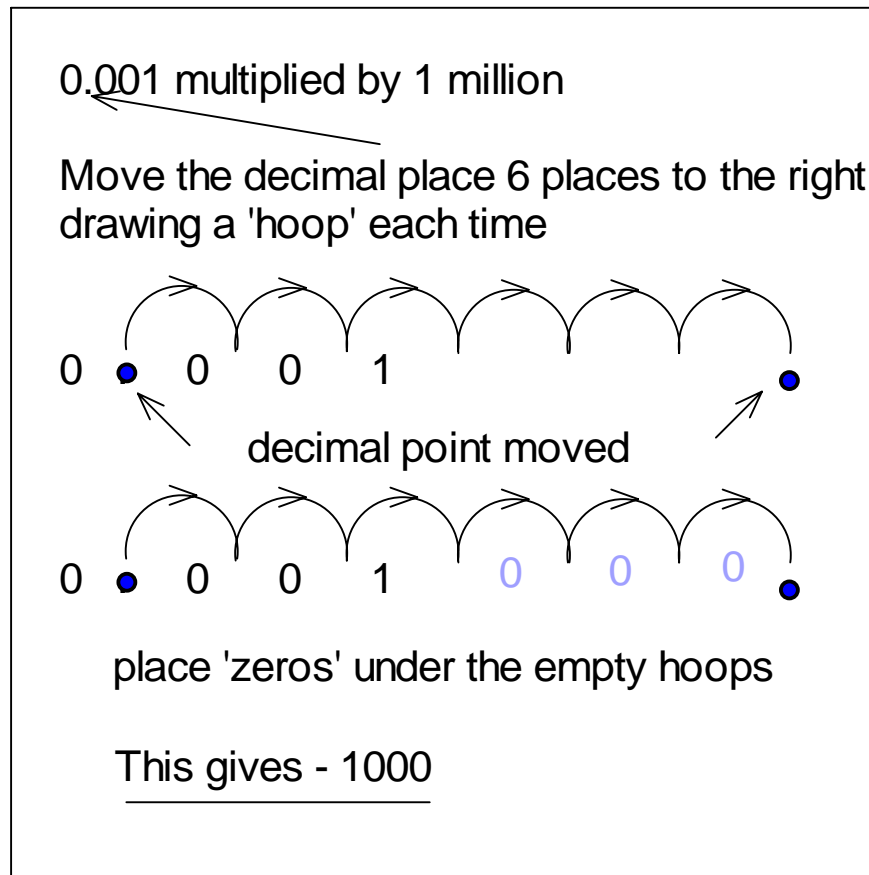 0.001 multiplied by 1 million
Move the decimal place 6 places to the right
drawing a 'hoop' each time
0 . 0 0 1
decimal point moved
0 . 0 0 1 0 0 0
place 'zeros' under the empty hoops
This gives - 1000